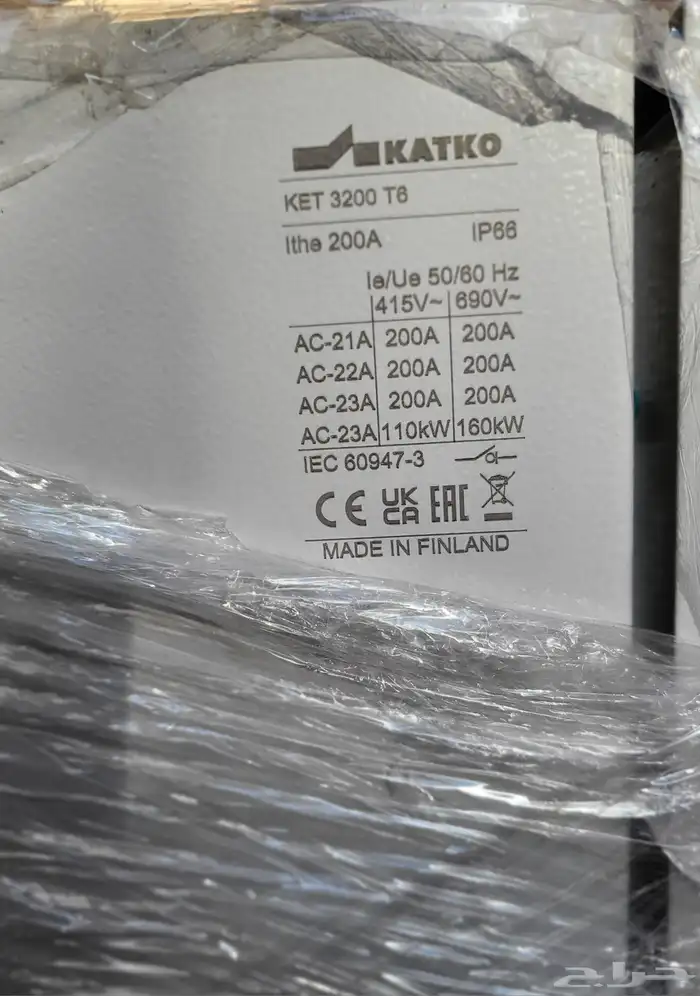 KATKO
KET 3200 T6
Ithe 200A IP66
Ie/Ue 50/60 Hz
415V~ 690V~
AC-21A 200A 200A
AC-22A 200A 200A
AC-23A 200A 200A
AC-23A 110kW 160kW
IEC 60947-3
CE UK CA EAC
MADE IN FINLAND
حراج